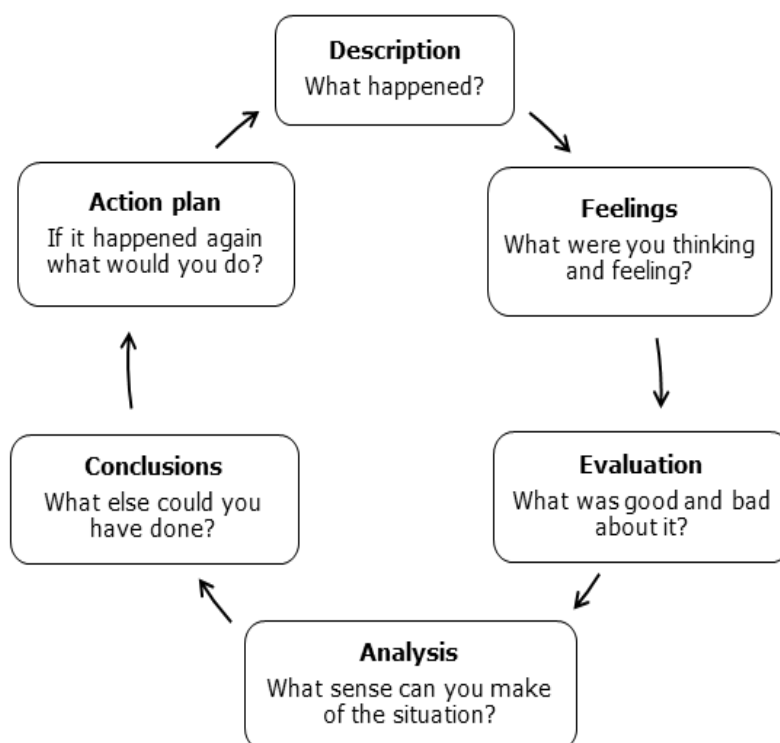 Description
What happened?
Feelings
What were you thinking
and feeling?
Evaluation
What was good and bad
about it?
Analysis
What sense can you make
of the situation?
Conclusions
What else could you
have done?
Action plan
If it happened again
what would you do?